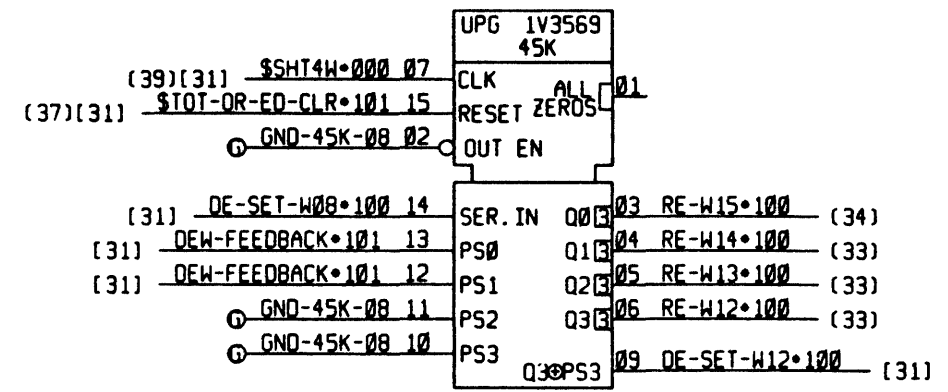 UPG 1V3569
45K
(39)[31] $SHT4W•000 07 CLK ALL ZEROS 01
(37)[31] $TOT-OR-ED-CLR•101 15 RESET
G GND-45K-08 02 OUT EN
[31] DE-SET-W08•100 14 SER.IN Q0 3 03 RE-W15•100 (34)
[31] DEW-FEEDBACK•101 13 PS0 Q1 3 04 RE-W14•100 (33)
[31] DEW-FEEDBACK•101 12 PS1 Q2 3 05 RE-W13•100 (33)
G GND-45K-08 11 PS2 Q3 3 06 RE-W12•100 (33)
G GND-45K-08 10 PS3
Q3⊕PS3 09 DE-SET-W12•100 [31]